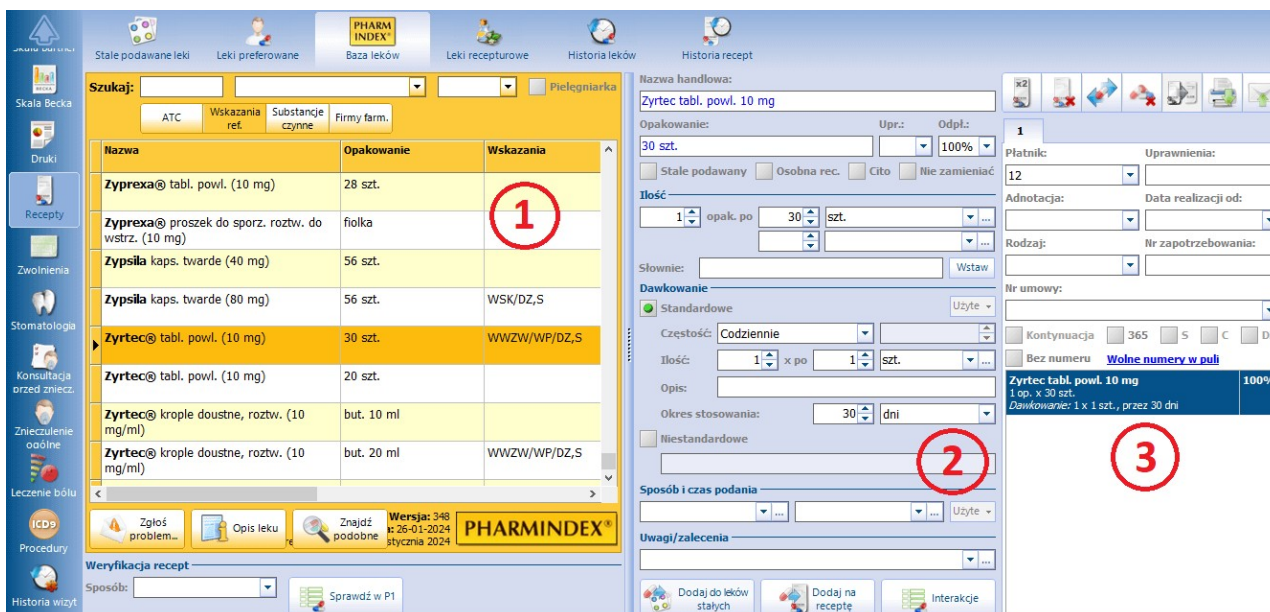 Stale podawane leki
Leki preferowane
PHARM
INDEX®
Baza leków
Leki recepturowe
Historia leków
Historia recept
Skala Becka
Druki
Recepty
Zwolnienia
Stomatologia
Konsultacja
przed zniecz.
Znieczulenie
ogólne
Leczenie bólu
ICD9
Procedury
Historia wizyt
Szukaj:
Pielęgniarka
ATC
Wskazania
ref.
Substancje
czynne
Firmy farm.
Nazwa Opakowanie Wskazania
Zyprexa® tabl. powl. (10 mg) 28 szt.
Zyprexa® proszek do sporz. roztw. do
wstrz. (10 mg) fiolka
Zypsila kaps. twarde (40 mg) 56 szt.
Zypsila kaps. twarde (80 mg) 56 szt. WSK/DZ,S
Zyrtec® tabl. powl. (10 mg) 30 szt. WWZW/WP/DZ,S
Zyrtec® tabl. powl. (10 mg) 20 szt.
Zyrtec® krople doustne, roztw. (10
mg/ml) but. 10 ml
Zyrtec® krople doustne, roztw. (10
mg/ml) but. 20 ml WWZW/WP/DZ,S
1
Zgłoś
problem...
Opis leku
Znajdź
podobne
Wersja: 348
26-01-2024
stycznia 2024
PHARMINDEX®
Weryfikacja recept
Sposób:
Sprawdź w P1
Nazwa handlowa:
Zyrtec tabl. powl. 10 mg
Opakowanie: Upr.: Odpł.:
30 szt. 100%
Stale podawany Osobna rec. Cito Nie zamieniać
Ilość
1 opak. po 30 szt. ...
...
Słownie: Wstaw
Dawkowanie
Standardowe Użyte
Częstość: Codziennie
Ilość: 1 x po 1 szt. ...
Opis:
Okres stosowania: 30 dni
Niestandardowe
2
Sposób i czas podania
... ... Użyte
Uwagi/zalecenia
...
Dodaj do leków
stałych
Dodaj na
receptę
Interakcje
x2
1
Płatnik: Uprawnienia:
12
Adnotacja: Data realizacji od:
Rodzaj: Nr zapotrzebowania:
Nr umowy:
Kontynuacja 365 S C D
Bez numeru Wolne numery w puli
Zyrtec tabl. powl. 10 mg 100%
1 op. x 30 szt.
Dawkowanie: 1 x 1 szt., przez 30 dni
3